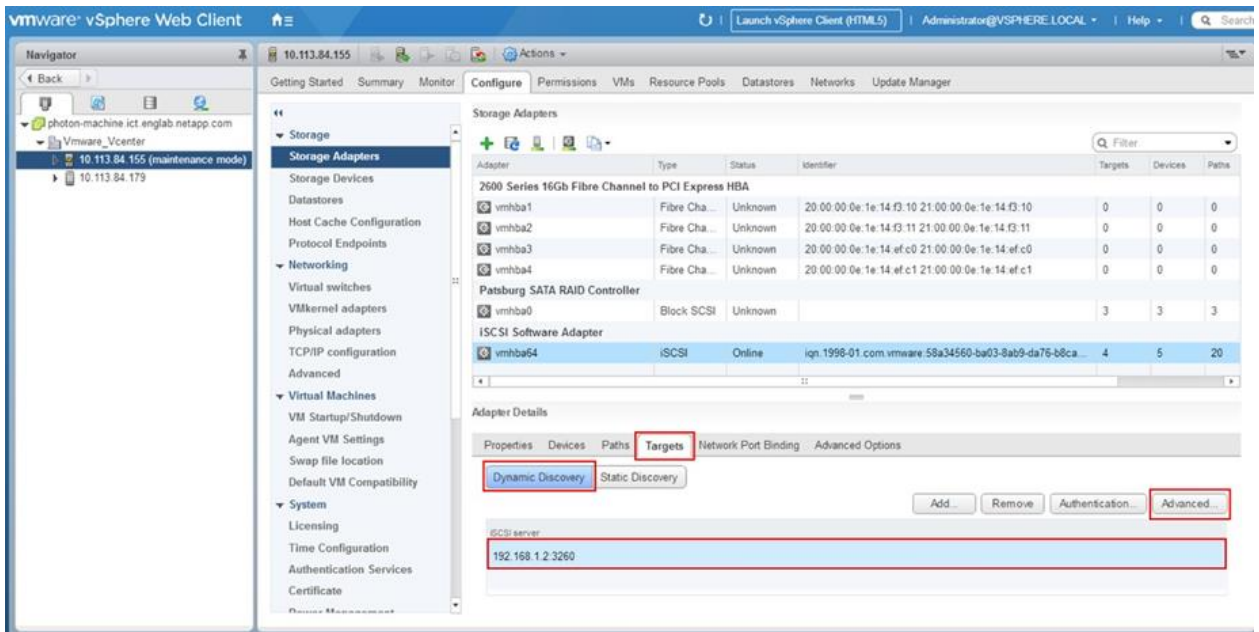 vmware® vSphere Web Client
Launch vSphere Client (HTML5)
Administrator@VSPHERE.LOCAL
Help
Search
Navigator
Back
photon-machine.ict.englab.netapp.com
Vmware_Vcenter
10.113.84.155 (maintenance mode)
10.113.84.179
10.113.84.155
Actions
Getting Started Summary Monitor Configure Permissions VMs Resource Pools Datastores Networks Update Manager
Storage
Storage Adapters
Storage Devices
Datastores
Host Cache Configuration
Protocol Endpoints
Networking
Virtual switches
VMkernel adapters
Physical adapters
TCP/IP configuration
Advanced
Virtual Machines
VM Startup/Shutdown
Agent VM Settings
Swap file location
Default VM Compatibility
System
Licensing
Time Configuration
Authentication Services
Certificate
Power Management
Storage Adapters
Filter
Adapter Type Status Identifier Targets Devices Paths
2600 Series 16Gb Fibre Channel to PCI Express HBA
vmhba1 Fibre Cha... Unknown 20:00:00:0e:1e:14:f3:10 21:00:00:0e:1e:14:f3:10 0 0 0
vmhba2 Fibre Cha... Unknown 20:00:00:0e:1e:14:f3:11 21:00:00:0e:1e:14:f3:11 0 0 0
vmhba3 Fibre Cha... Unknown 20:00:00:0e:1e:14:ef:c0 21:00:00:0e:1e:14:ef:c0 0 0 0
vmhba4 Fibre Cha... Unknown 20:00:00:0e:1e:14:ef:c1 21:00:00:0e:1e:14:ef:c1 0 0 0
Patsburg SATA RAID Controller
vmhba0 Block SCSI Unknown 3 3 3
iSCSI Software Adapter
vmhba64 iSCSI Online iqn.1998-01.com.vmware:58a34560-ba03-8ab9-da76-b8ca... 4 5 20
Adapter Details
Properties Devices Paths Targets Network Port Binding Advanced Options
Dynamic Discovery Static Discovery
Add... Remove Authentication... Advanced...
iSCSI server
192.168.1.2:3260